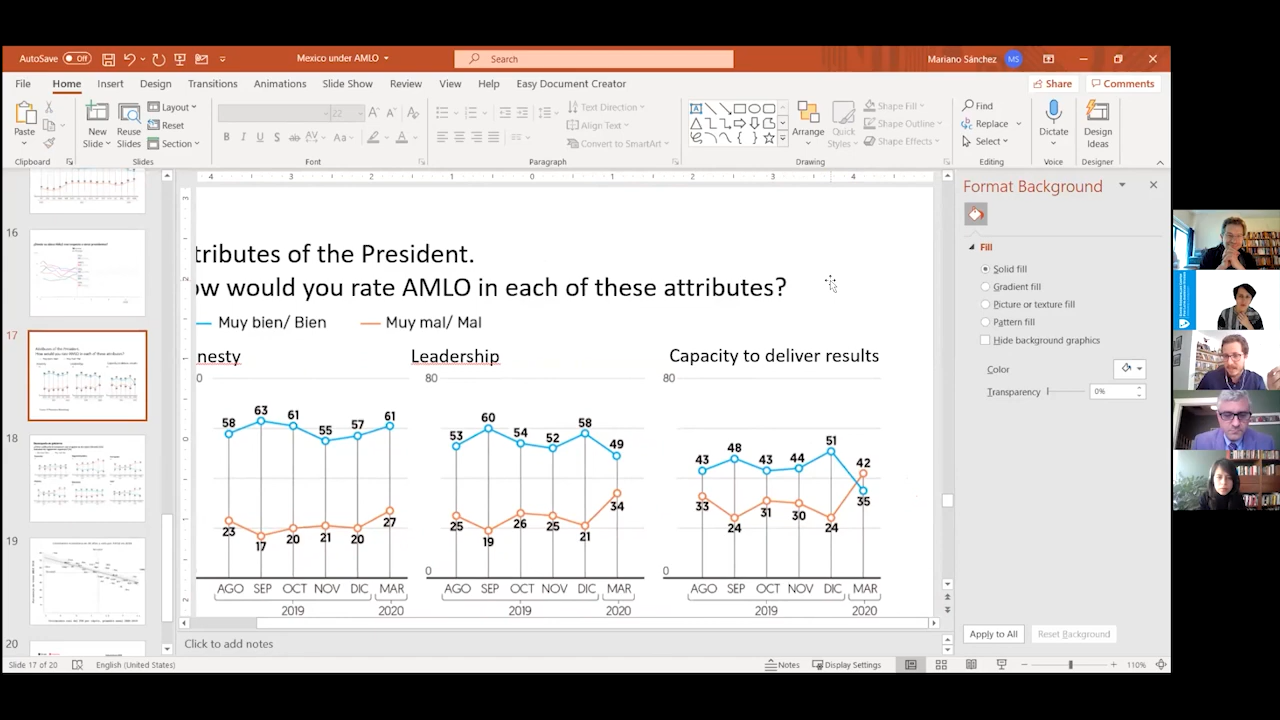 AutoSave Off Mexico under AMLO Search Mariano Sánchez MS
File Home Insert Design Transitions Animations Slide Show Review View Help Easy Document Creator Share Comments
Paste New Slide Reuse Slides Layout Reset Section 22 Text Direction Align Text Convert to SmartArt Arrange Quick Styles Shape Fill Shape Outline Shape Effects Find Replace Select Dictate Design Ideas
Clipboard Slides Font Paragraph Drawing Editing Voice Designer
16
17
18
19
20
tributes of the President.
ow would you rate AMLO in each of these attributes?
Muy bien/ Bien Muy mal/ Mal
nesty Leadership Capacity to deliver results
0 80 80
58 63 61 55 57 61
23 17 20 21 20 27
53 60 54 52 58 49
25 19 26 25 21 34
43 48 43 44 51 35
33 24 31 30 24 42
0 0
AGO SEP OCT NOV DIC MAR AGO SEP OCT NOV DIC MAR AGO SEP OCT NOV DIC MAR
2019 2020 2019 2020 2019 2020
Format Background
Fill
Solid fill
Gradient fill
Picture or texture fill
Pattern fill
Hide background graphics
Color
Transparency 0%
Apply to All Reset Background
Click to add notes
Slide 17 of 20 English (United States) Notes Display Settings 110%